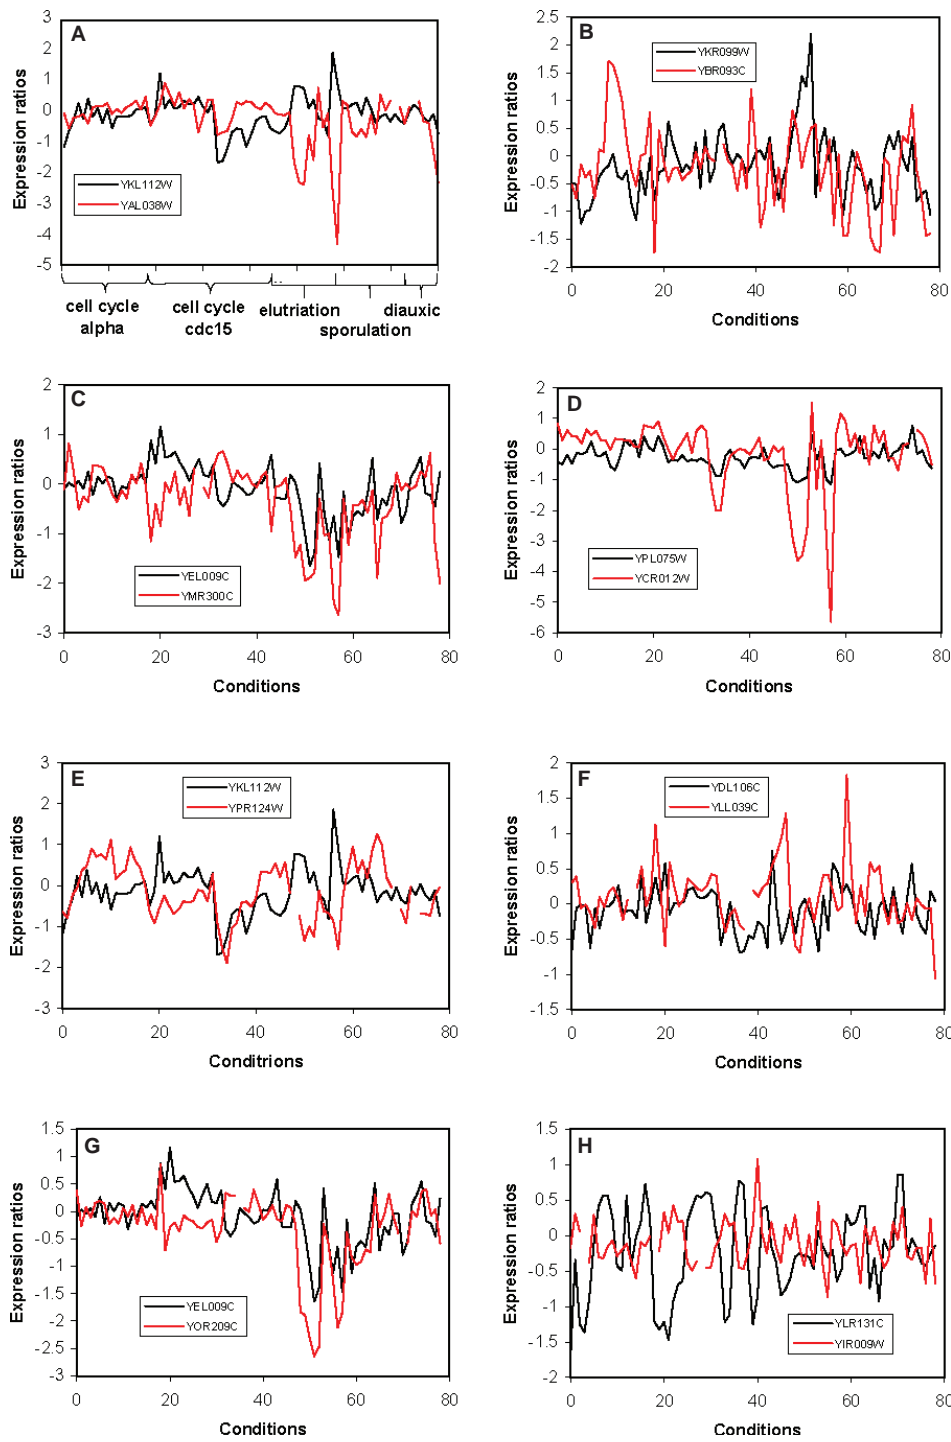 A
Expression ratios
3
2
1
0
-1
-2
-3
-4
-5
YKL112W
YAL038W
cell cycle
alpha
cell cycle
cdc15
elutriation
sporulation
diauxic
B
Expression ratios
2.5
2
1.5
1
0.5
0
-0.5
-1
-1.5
-2
YKR099W
YBR093C
0 20 40 60 80
Conditions
C
Expression ratios
2
1
0
-1
-2
-3
YEL009C
YMR300C
0 20 40 60 80
Conditions
D
Expression ratios
2
1
0
-1
-2
-3
-4
-5
-6
YPL075W
YCR012W
0 20 40 60 80
Conditions
E
Expression ratios
3
2
1
0
-1
-2
-3
YKL112W
YPR124W
0 20 40 60 80
Conditrions
F
Expression ratios
2
1.5
1
0.5
0
-0.5
-1
-1.5
YDL106C
YLL039C
0 20 40 60 80
Conditions
G
Expression ratios
1.5
1
0.5
0
-0.5
-1
-1.5
-2
-2.5
-3
YEL009C
YOR209C
0 20 40 60 80
Conditions
H
Expression ratios
1.5
1
0.5
0
-0.5
-1
-1.5
-2
YLR131C
YIR009W
0 20 40 60 80
Conditions